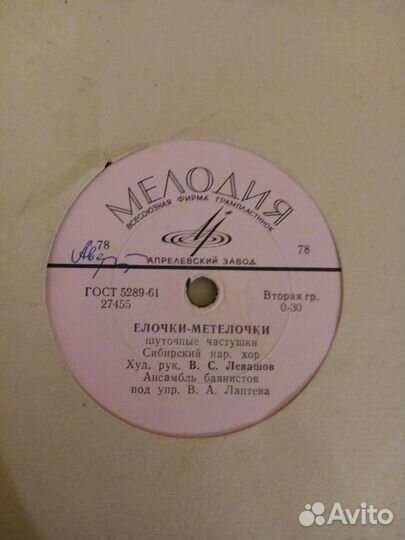 МЕЛОДИЯ
ВСЕСОЮЗНАЯ ФИРМА ГРАМПЛАСТИНОК
78 78
АПРЕЛЕВСКИЙ ЗАВОД
ГОСТ 5289-61 Вторая гр.
27455 0-30
ЕЛОЧКИ-МЕТЕЛОЧКИ
шуточные частушки
Сибирский нар. хор
Худ. рук. В. С. Левашов
Ансамбль баянистов
под упр. В. А. Лаптева
Avito